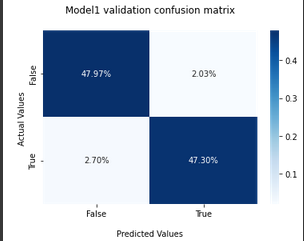 Model1 validation confusion matrix
False
47.97%
2.03%
True
2.70%
47.30%
Actual Values
False
True
Predicted Values
0.4
0.3
0.2
0.1